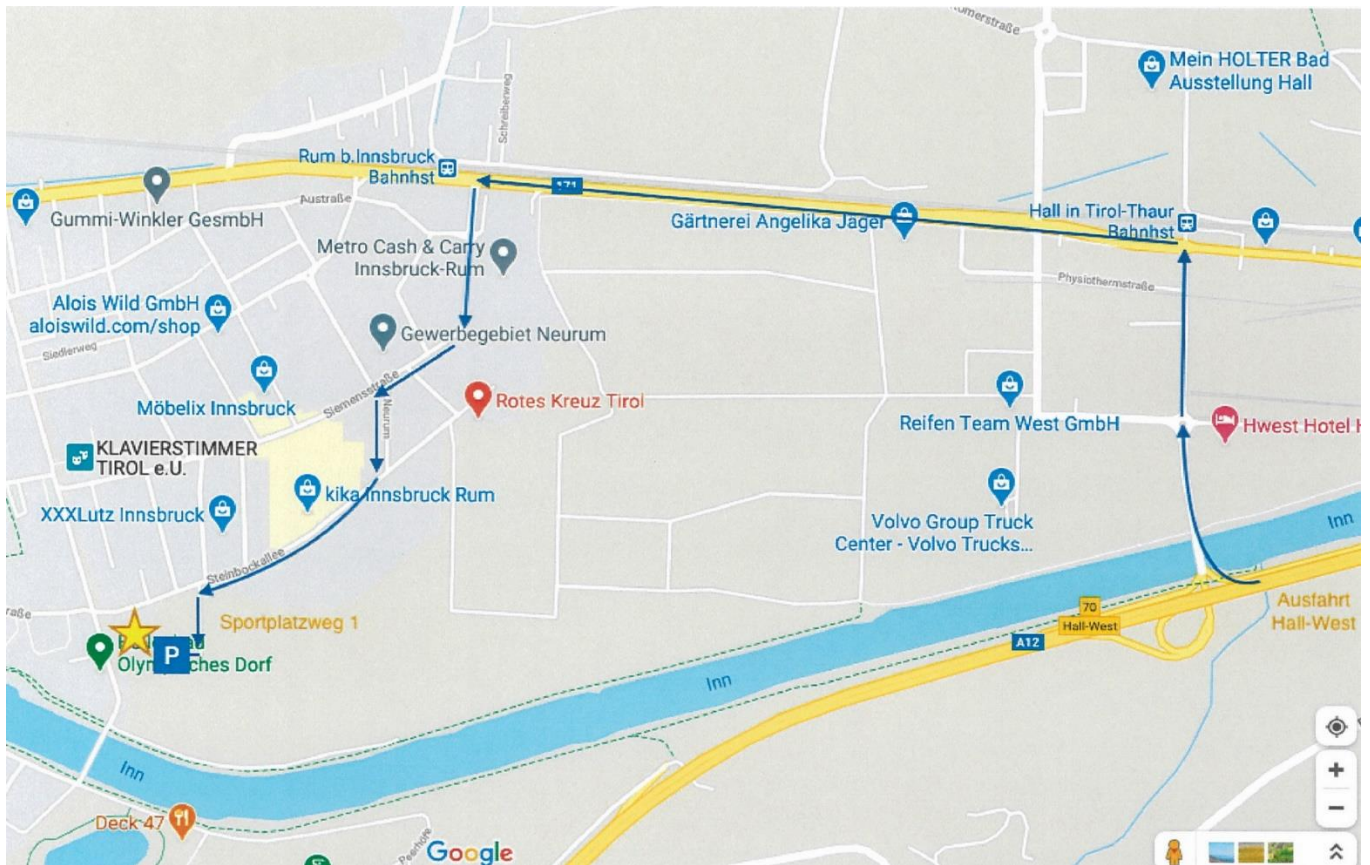 Mein HOLTER Bad
Ausstellung Hall
Schreiberweg
Rum b.Innsbruck
Bahnhst
171
Gummi-Winkler GesmbH
Austraße
Gärtnerei Angelika Jäger
Hall in Tirol-Thaur
Bahnhst
Metro Cash & Carry
Innsbruck-Rum
Physiothermstraße
Alois Wild GmbH
aloiswild.com/shop
Gewerbegebiet Neurum
Siedlerweg
Siemensstraße
Möbelix Innsbruck
Neurum
Rotes Kreuz Tirol
Reifen Team West GmbH
Hwest Hotel H
KLAVIERSTIMMER
TIROL e.U.
kika Innsbruck Rum
XXXLutz Innsbruck
Volvo Group Truck
Center - Volvo Trucks...
Inn
Steinbockallee
70
Hall-West
Ausfahrt
Hall-West
Sportplatzweg 1
A12
P
Olympisches Dorf
Inn
Inn
Deck 47
Google